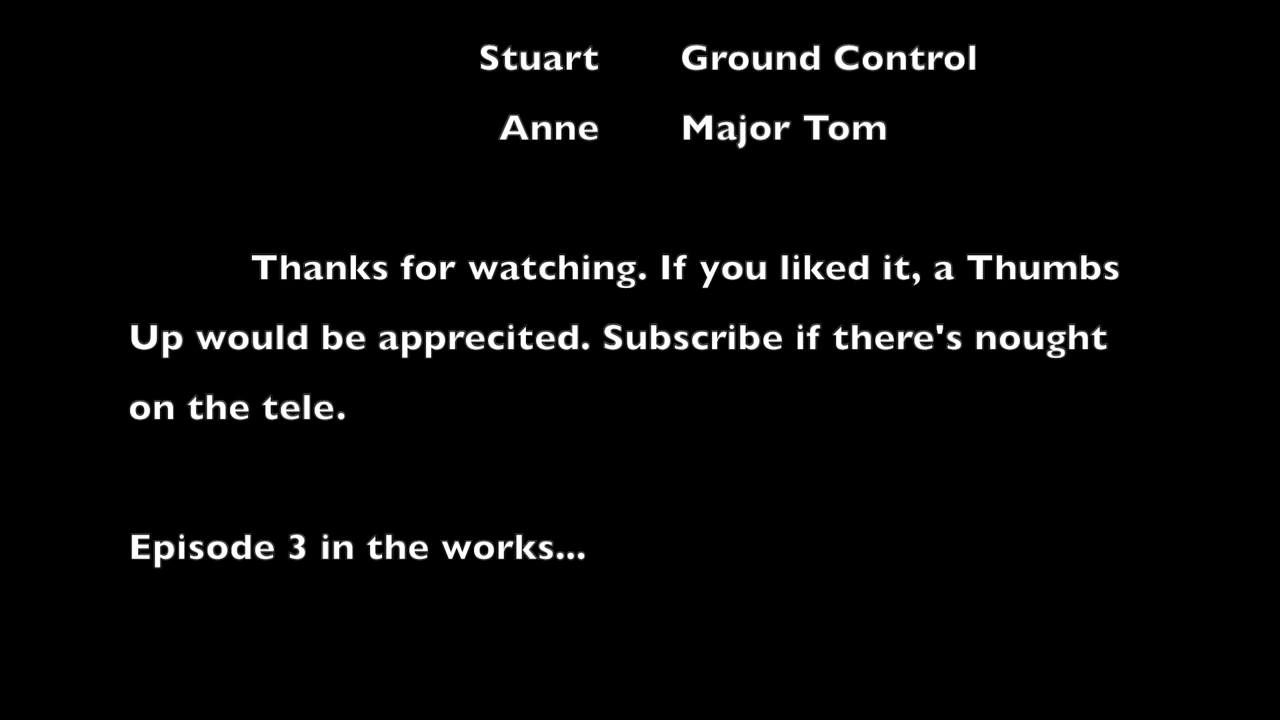 Stuart Ground Control
Anne Major Tom
Thanks for watching. If you liked it, a Thumbs
Up would be apprecited. Subscribe if there's nought
on the tele.
Episode 3 in the works...